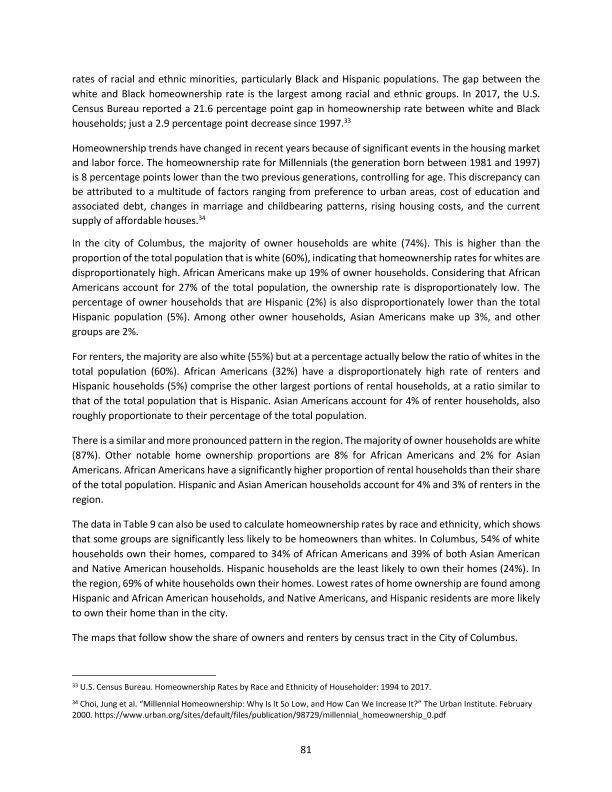 rates of racial and ethnic minorities, particularly Black and Hispanic populations. The gap between the
white and Black homeownership rate is the largest among racial and ethnic groups. In 2017, the U.S.
Census Bureau reported a 21.6 percentage point gap in homeownership rate between white and Black
households; just a 2.9 percentage point decrease since 1997.33
Homeownership trends have changed in recent years because of significant events in the housing market
and labor force. The homeownership rate for Millennials (the generation born between 1981 and 1997)
is 8 percentage points lower than the two previous generations, controlling for age. This discrepancy can
be attributed to a multitude of factors ranging from preference to urban areas, cost of education and
associated debt, changes in marriage and childbearing patterns, rising housing costs, and the current
supply of affordable houses.34
In the city of Columbus, the majority of owner households are white (74%). This is higher than the
proportion of the total population that is white (60%), indicating that homeownership rates for whites are
disproportionately high. African Americans make up 19% of owner households. Considering that African
Americans account for 27% of the total population, the ownership rate is disproportionately low. The
percentage of owner households that are Hispanic (2%) is also disproportionately lower than the total
Hispanic population (5%). Among other owner households, Asian Americans make up 3%, and other
groups are 2%.
For renters, the majority are also white (55%) but at a percentage actually below the ratio of whites in the
total population (60%). African Americans (32%) have a disproportionately high rate of renters and
Hispanic households (5%) comprise the other largest portions of rental households, at a ratio similar to
that of the total population that is Hispanic. Asian Americans account for 4% of renter households, also
roughly proportionate to their percentage of the total population.
There is a similar and more pronounced pattern in the region. The majority of owner households are white
(87%). Other notable home ownership proportions are 8% for African Americans and 2% for Asian
Americans. African Americans have a significantly higher proportion of rental households than their share
of the total population. Hispanic and Asian American households account for 4% and 3% of renters in the
region.
The data in Table 9 can also be used to calculate homeownership rates by race and ethnicity, which shows
that some groups are significantly less likely to be homeowners than whites. In Columbus, 54% of white
households own their homes, compared to 34% of African Americans and 39% of both Asian American
and Native American households. Hispanic households are the least likely to own their homes (24%). In
the region, 69% of white households own their homes. Lowest rates of home ownership are found among
Hispanic and African American households, and Native Americans, and Hispanic residents are more likely
to own their home than in the city.
The maps that follow show the share of owners and renters by census tract in the City of Columbus.
33 U.S. Census Bureau. Homeownership Rates by Race and Ethnicity of Householder: 1994 to 2017.
34 Choi, Jung et al. “Millennial Homeownership: Why Is It So Low, and How Can We Increase It?” The Urban Institute. February
2000. https://www.urban.org/sites/default/files/publication/98729/millennial_homeownership_0.pdf
81